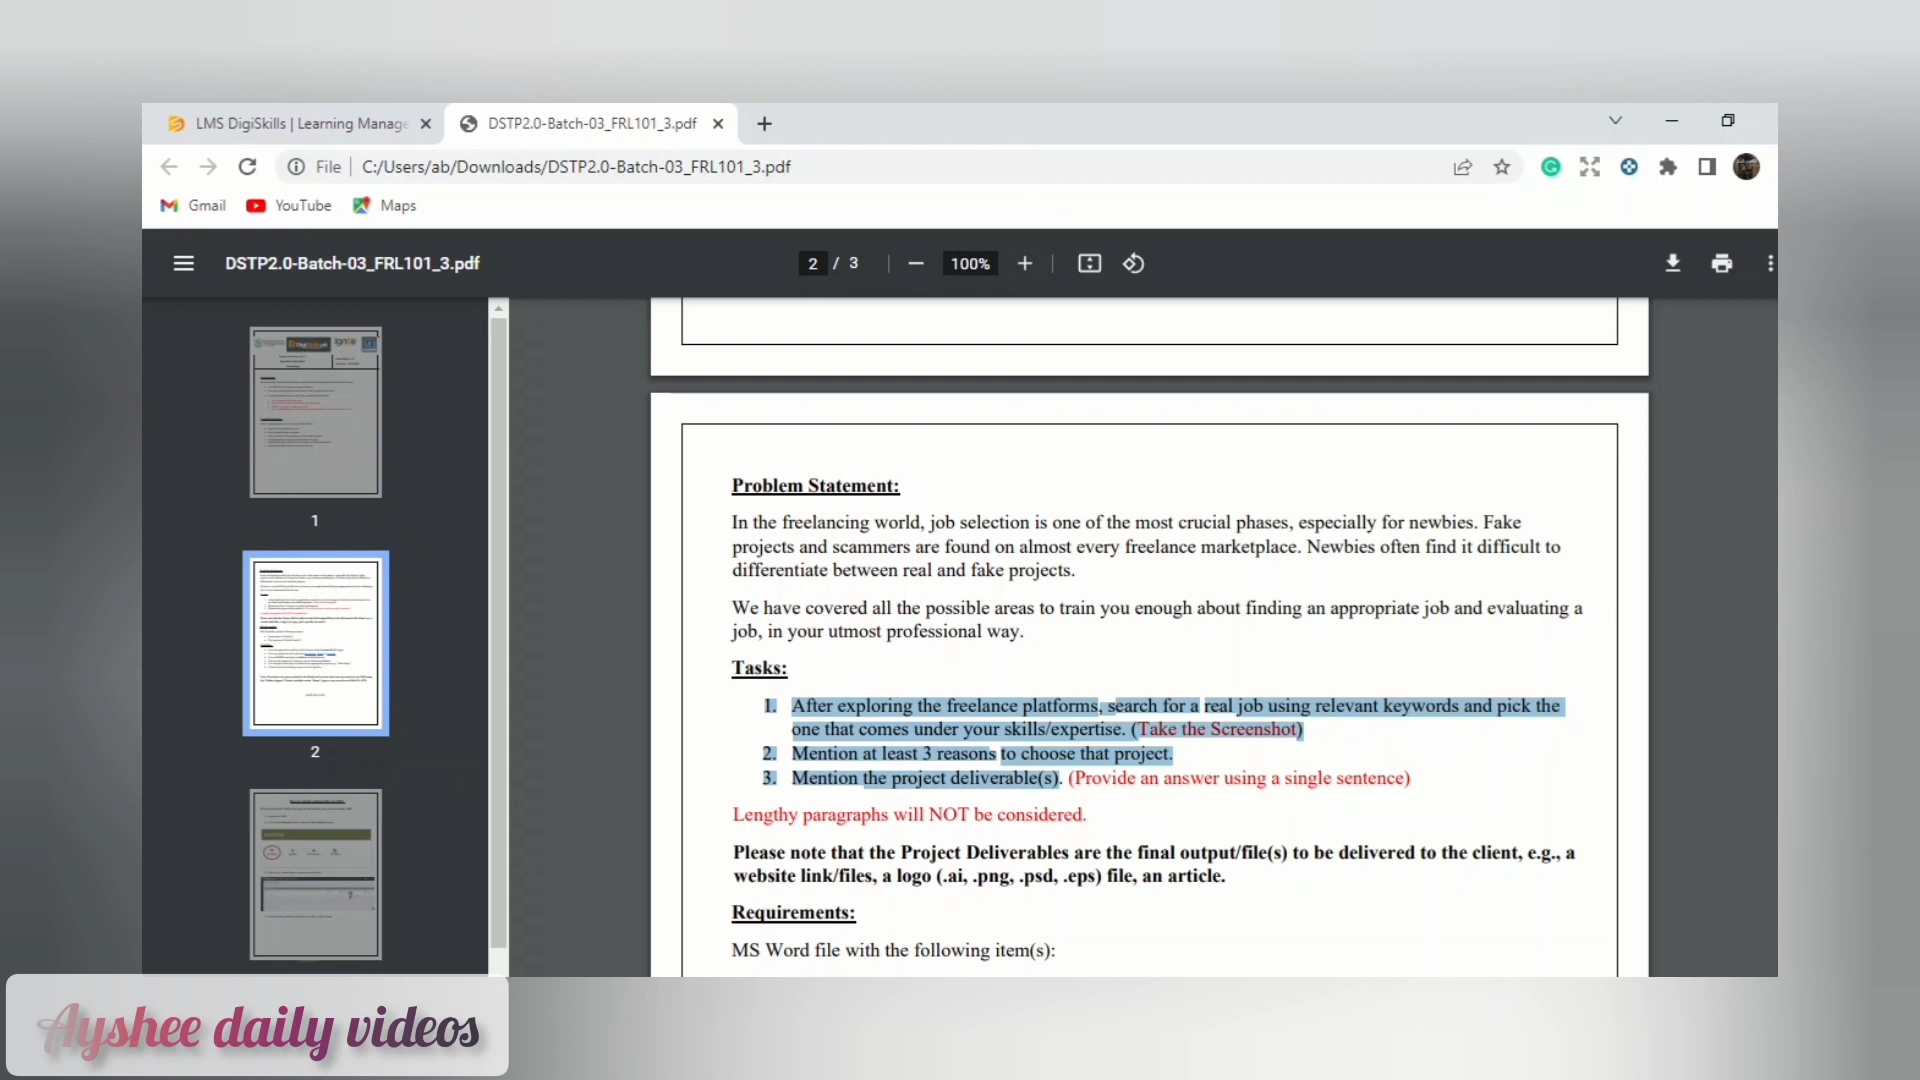 LMS DigiSkills | Learning Manage
DSTP2.0-Batch-03_FRL101_3.pdf
File | C:/Users/ab/Downloads/DSTP2.0-Batch-03_FRL101_3.pdf
Gmail YouTube Maps
DSTP2.0-Batch-03_FRL101_3.pdf 2 / 3 100%
1
2
Problem Statement:
In the freelancing world, job selection is one of the most crucial phases, especially for newbies. Fake
projects and scammers are found on almost every freelance marketplace. Newbies often find it difficult to
differentiate between real and fake projects.
We have covered all the possible areas to train you enough about finding an appropriate job and evaluating a
job, in your utmost professional way.
Tasks:
1. After exploring the freelance platforms, search for a real job using relevant keywords and pick the
one that comes under your skills/expertise. (Take the Screenshot)
2. Mention at least 3 reasons to choose that project.
3. Mention the project deliverable(s). (Provide an answer using a single sentence)
Lengthy paragraphs will NOT be considered.
Please note that the Project Deliverables are the final output/file(s) to be delivered to the client, e.g., a
website link/files, a logo (.ai, .png, .psd, .eps) file, an article.
Requirements:
MS Word file with the following item(s):
Ayshee daily videos